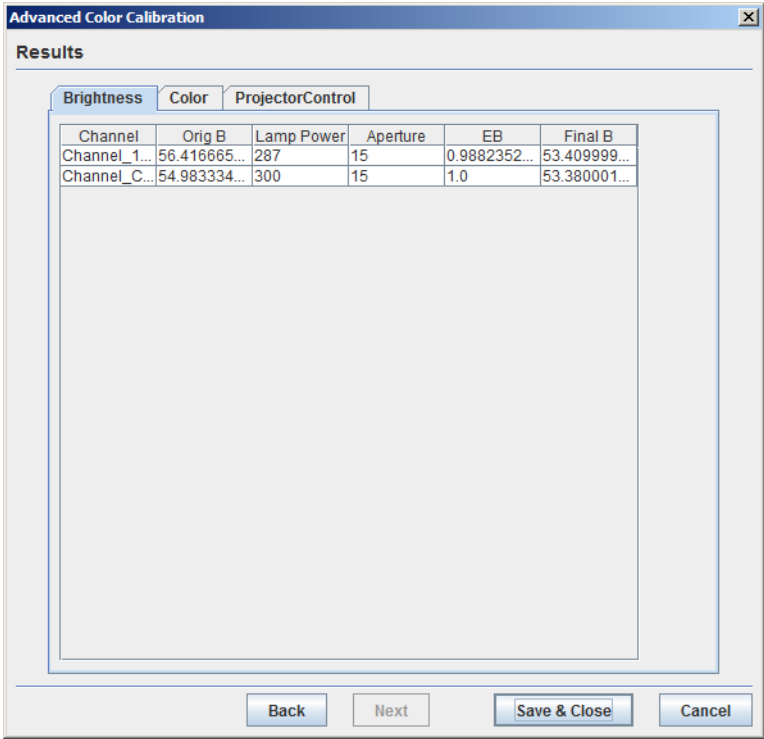 Advanced Color Calibration
Results
Brightness Color ProjectorControl
Channel Orig B Lamp Power Aperture EB Final B
Channel_1... 56.416665... 287 15 0.9882352... 53.409999...
Channel_C... 54.983334... 300 15 1.0 53.380001...
Back Next Save & Close Cancel